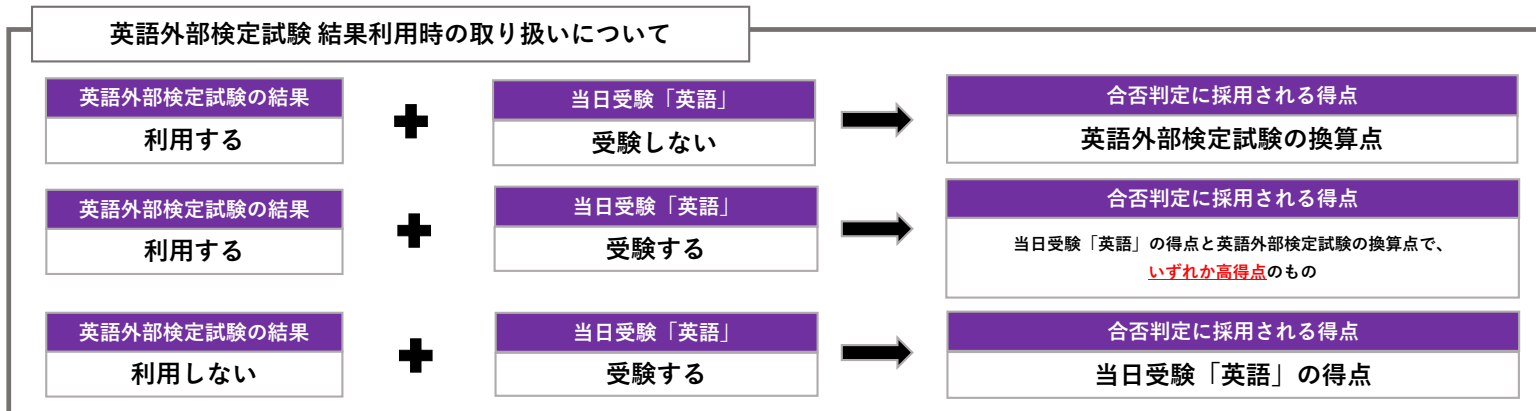 英語外部検定試験 結果利用時の取り扱いについて
英語外部検定試験の結果
利用する
当日受験「英語」
受験しない
合否判定に採用される得点
英語外部検定試験の換算点
英語外部検定試験の結果
利用する
当日受験「英語」
受験する
合否判定に採用される得点
当日受験「英語」の得点と英語外部検定試験の換算点で、
いずれか高得点のもの
英語外部検定試験の結果
利用しない
当日受験「英語」
受験する
合否判定に採用される得点
当日受験「英語」の得点